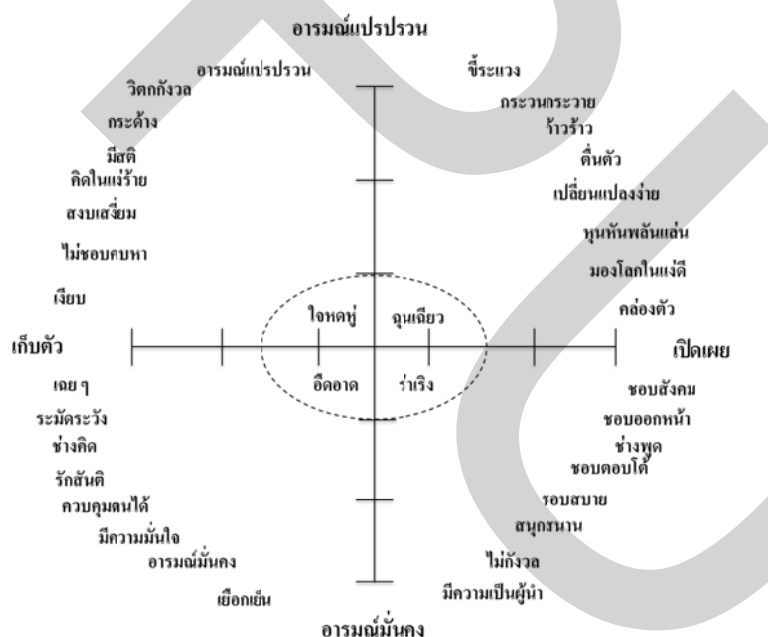 อารมณ์แปรปรวน
อารมณ์แปรปรวน
ขี้ระแวง
วิตกกังวล
กระวนกระวาย
กระด้าง
ก้าวร้าว
มีสติ
ตื่นตัว
คิดในแง่ร้าย
เปลี่ยนแปลงง่าย
สงบเสงี่ยม
หุนหันพลันแล่น
ไม่ชอบคบหา
มองโลกในแง่ดี
เงียบ
คล่องตัว
ใจหดหู่
ฉุนเฉียว
เก็บตัว
เปิดเผย
อืดอาด
ร่าเริง
เฉย ๆ
ชอบสังคม
ระมัดระวัง
ชอบออกหน้า
ช่างคิด
ช่างพูด
ชอบตอบโต้
รักสันติ
ควบคุมตนได้
รอบสบาย
มีความมั่นใจ
สนุกสนาน
อารมณ์มั่นคง
ไม่กังวล
เยือกเย็น
มีความเป็นผู้นำ
อารมณ์มั่นคง